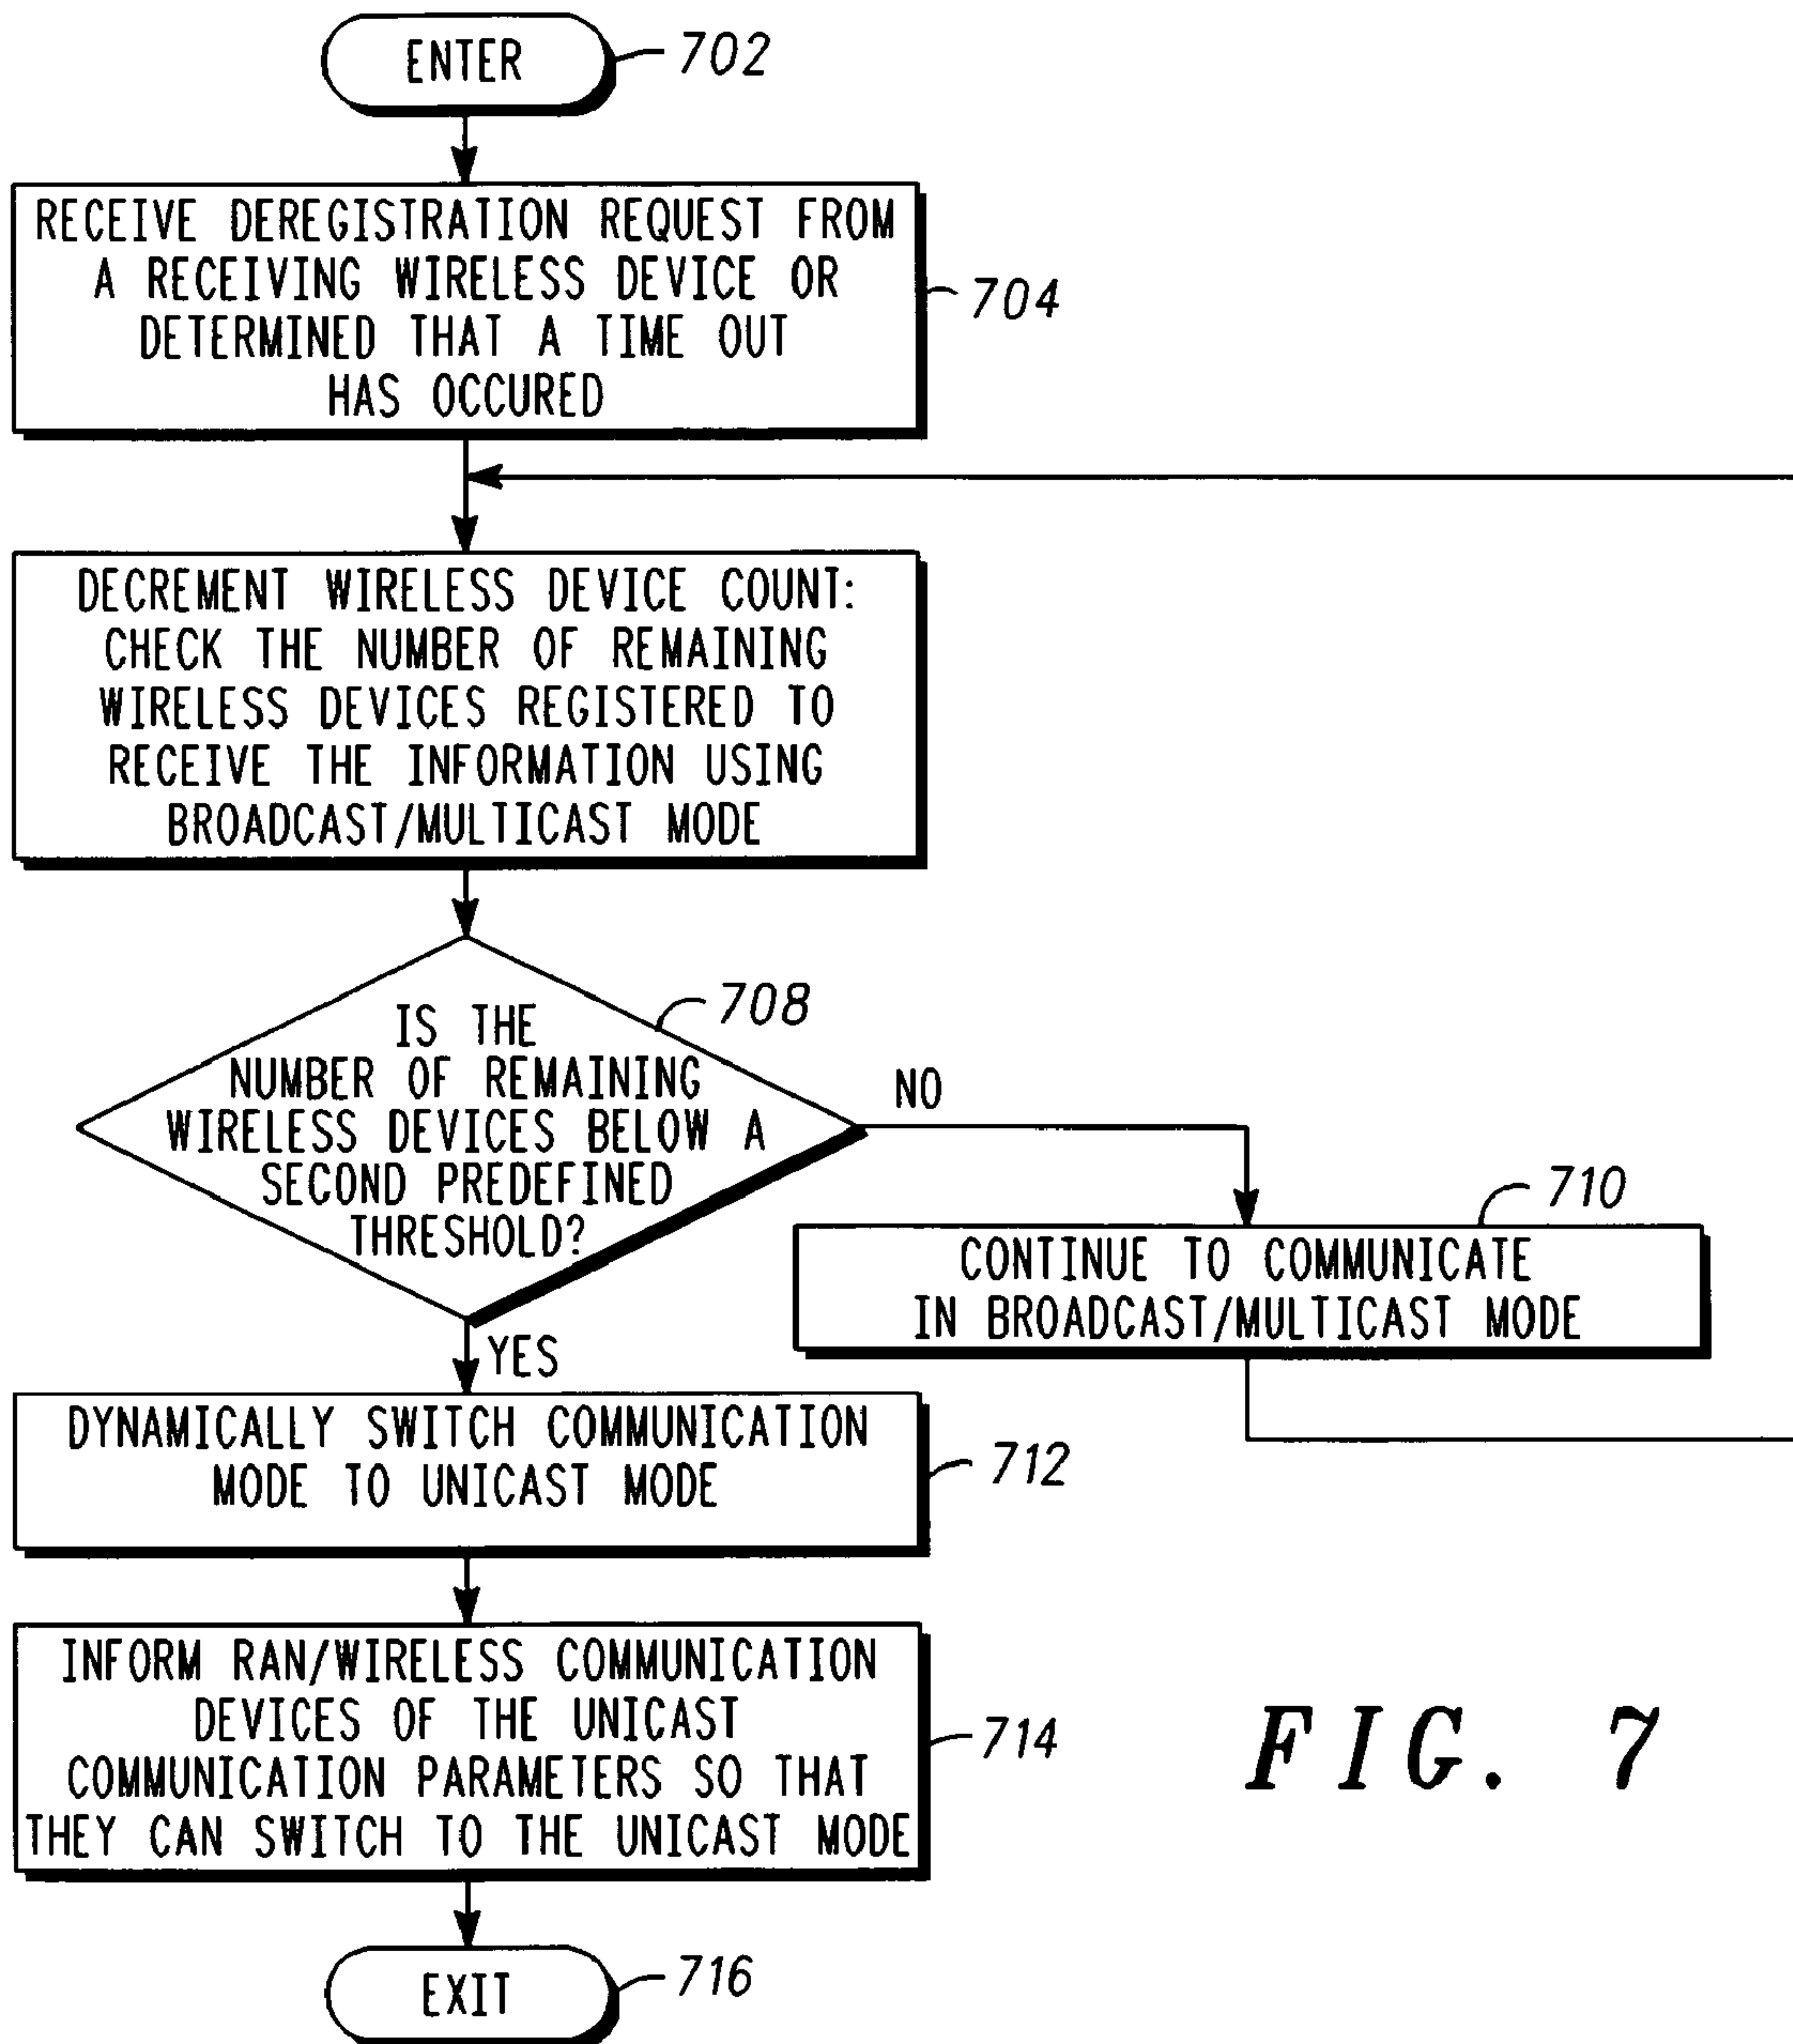 ENTER
702
RECEIVE DEREGISTRATION REQUEST FROM
A RECEIVING WIRELESS DEVICE OR
DETERMINED THAT A TIME OUT
HAS OCCURED
704
DECREMENT WIRELESS DEVICE COUNT:
CHECK THE NUMBER OF REMAINING
WIRELESS DEVICES REGISTERED TO
RECEIVE THE INFORMATION USING
BROADCAST/MULTICAST MODE
IS THE
NUMBER OF REMAINING
WIRELESS DEVICES BELOW A
SECOND PREDEFINED
THRESHOLD?
708
NO
710
CONTINUE TO COMMUNICATE
IN BROADCAST/MULTICAST MODE
YES
DYNAMICALLY SWITCH COMMUNICATION
MODE TO UNICAST MODE
712
INFORM RAN/WIRELESS COMMUNICATION
DEVICES OF THE UNICAST
COMMUNICATION PARAMETERS SO THAT
THEY CAN SWITCH TO THE UNICAST MODE
714
EXIT
716
FIG. 7